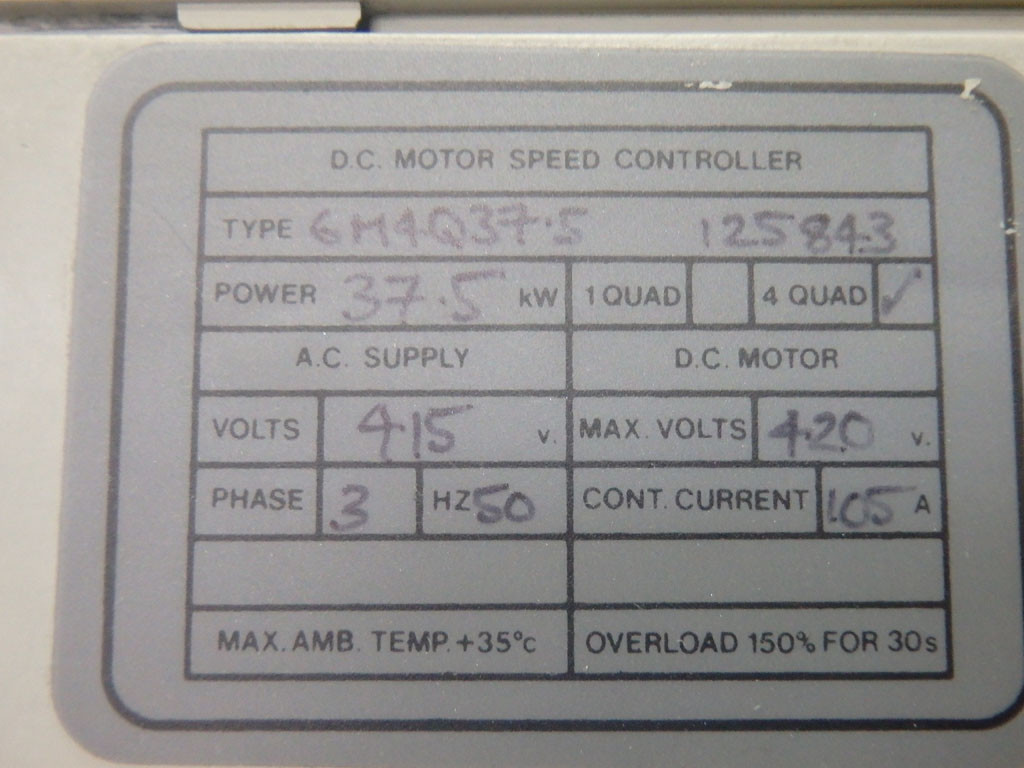 D.C. MOTOR SPEED CONTROLLER
TYPE 6M4Q37.5 125843
POWER 37.5 kW 1 QUAD 4 QUAD ✓
A.C. SUPPLY D.C. MOTOR
VOLTS 415 V. MAX. VOLTS 420 V.
PHASE 3 HZ 50 CONT. CURRENT 105 A
MAX. AMB. TEMP. +35°c OVERLOAD 150% FOR 30s